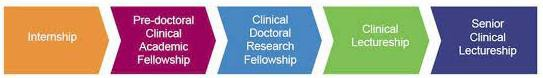 Internship
Pre-doctoral
Clinical
Academic
Fellowship
Clinical
Doctoral
Research
Fellowship
Clinical
Lectureship
Senior
Clinical
Lectureship